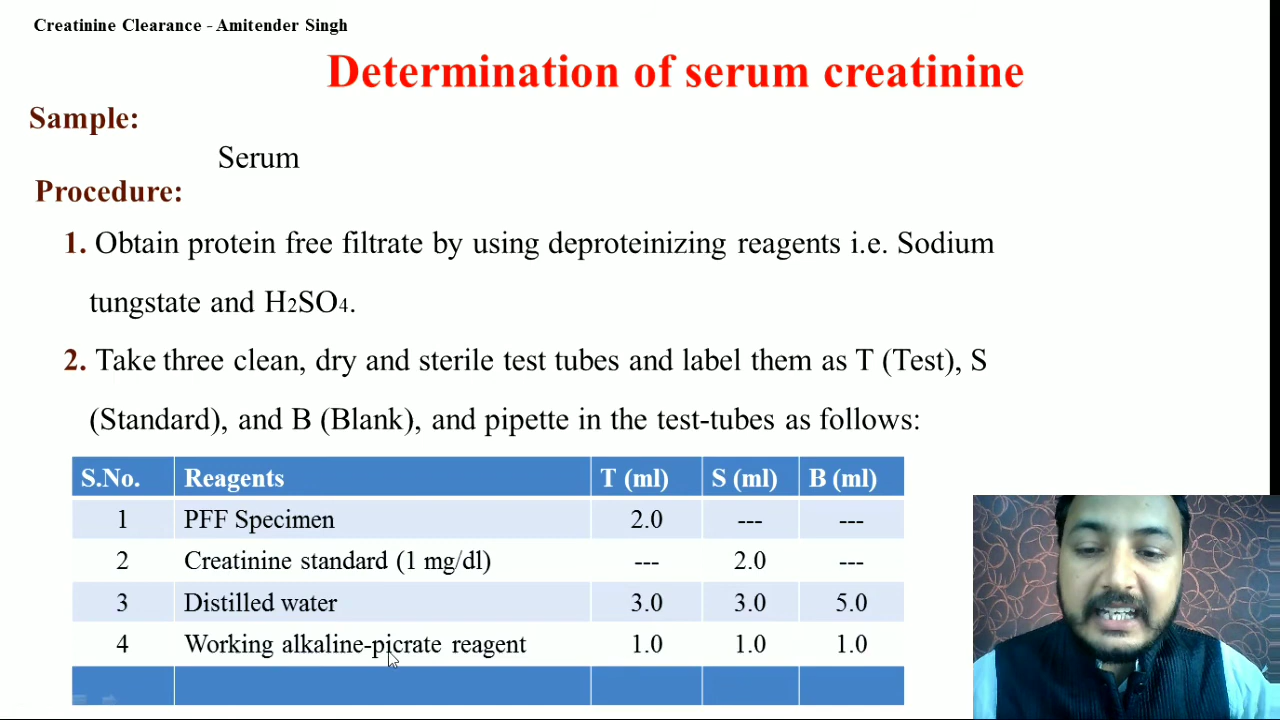 Creatinine Clearance - Amitender Singh
Determination of serum creatinine
Sample:
Serum
Procedure:
1. Obtain protein free filtrate by using deproteinizing reagents i.e. Sodium
tungstate and H₂SO₄.
2. Take three clean, dry and sterile test tubes and label them as T (Test), S
(Standard), and B (Blank), and pipette in the test-tubes as follows:
S.No. Reagents T (ml) S (ml) B (ml)
1 PFF Specimen 2.0 --- ---
2 Creatinine standard (1 mg/dl) --- 2.0 ---
3 Distilled water 3.0 3.0 5.0
4 Working alkaline-picrate reagent 1.0 1.0 1.0